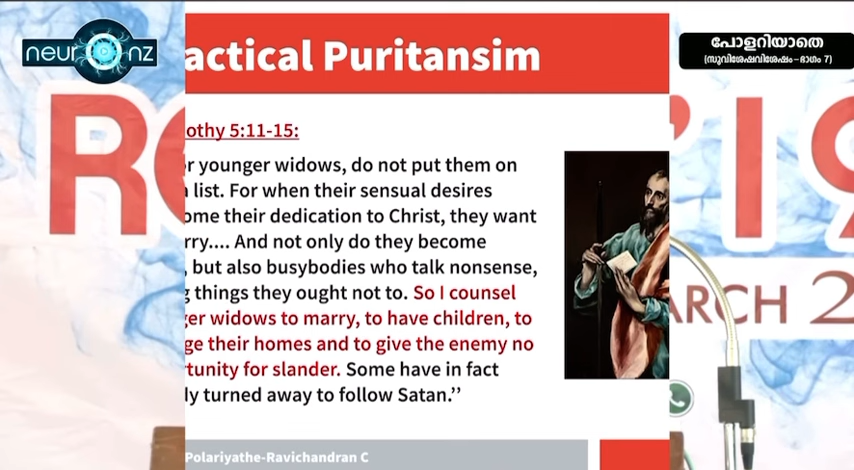 neurOnz
പോളറിയാതെ
(സുവിശേഷവിശേഷം – ഭാഗം 7)
actical Puritansim
othy 5:11-15:
r younger widows, do not put them on
list. For when their sensual desires
ome their dedication to Christ, they want
rry.... And not only do they become
, but also busybodies who talk nonsense,
g things they ought not to. So I counsel
ger widows to marry, to have children, to
ge their homes and to give the enemy no
rtunity for slander. Some have in fact
ly turned away to follow Satan.”
Polariyathe-Ravichandran C
R
'19
ARCH 2